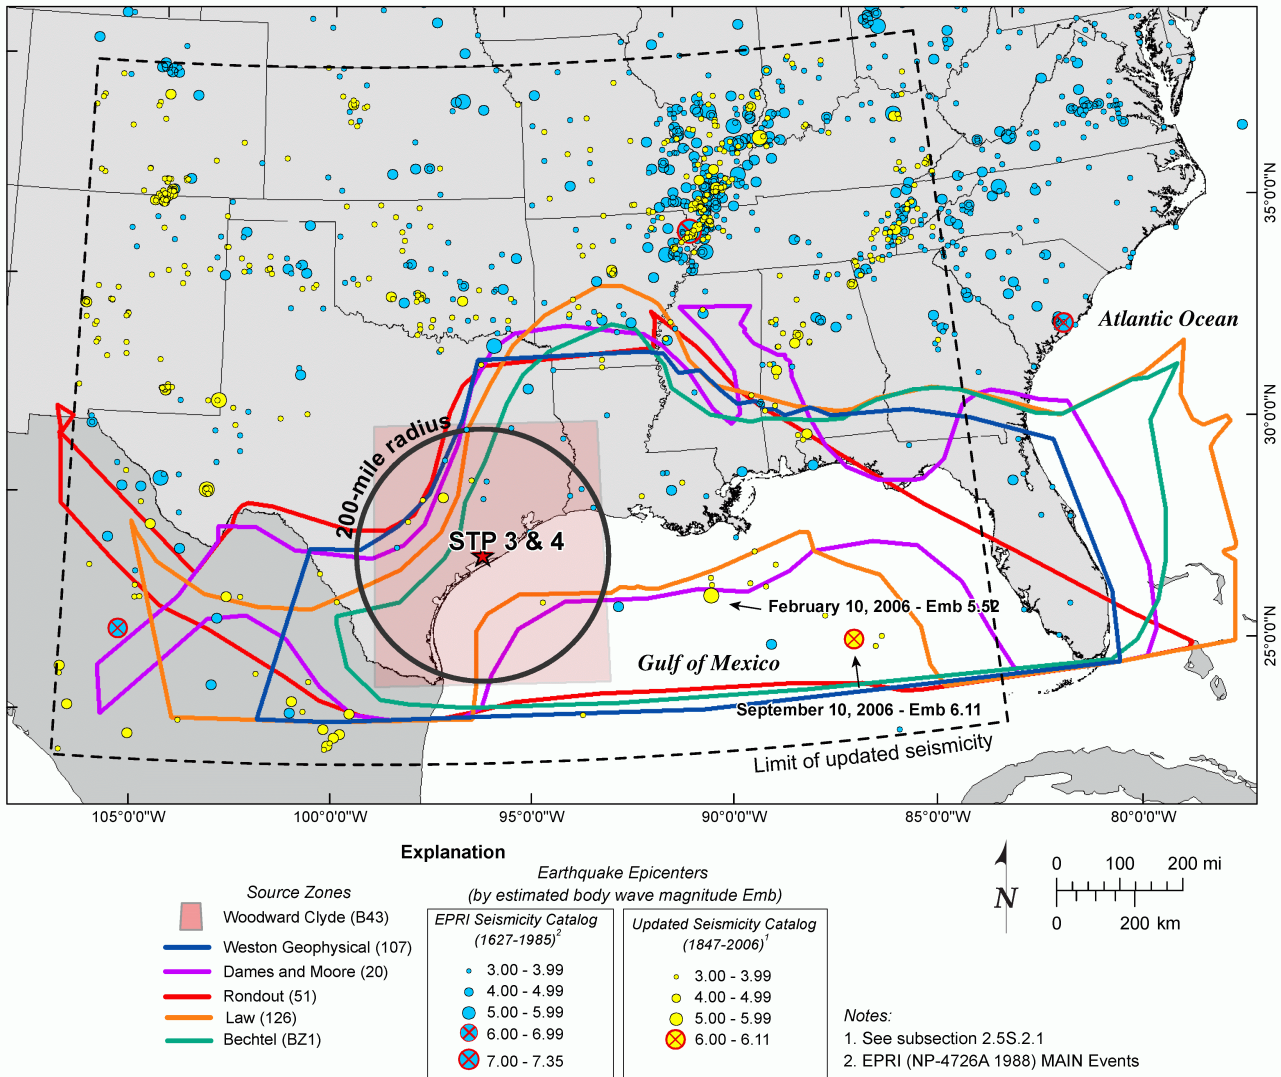 35°0'0"N
Atlantic Ocean
30°0'0"N
200-mile radius
STP 3 & 4
February 10, 2006 - Emb 5.52
25°0'0"N
Gulf of Mexico
September 10, 2006 - Emb 6.11
Limit of updated seismicity
105°0'0"W
100°0'0"W
95°0'0"W
90°0'0"W
85°0'0"W
80°0'0"W
Explanation
Source Zones
Woodward Clyde (B43)
Weston Geophysical (107)
Dames and Moore (20)
Rondout (51)
Law (126)
Bechtel (BZ1)
Earthquake Epicenters
(by estimated body wave magnitude Emb)
EPRI Seismicity Catalog
(1627-1985)2
3.00 - 3.99
4.00 - 4.99
5.00 - 5.99
6.00 - 6.99
7.00 - 7.35
Updated Seismicity Catalog
(1847-2006)1
3.00 - 3.99
4.00 - 4.99
5.00 - 5.99
6.00 - 6.11
N
0 100 200 mi
0 200 km
Notes:
1. See subsection 2.5S.2.1
2. EPRI (NP-4726A 1988) MAIN Events